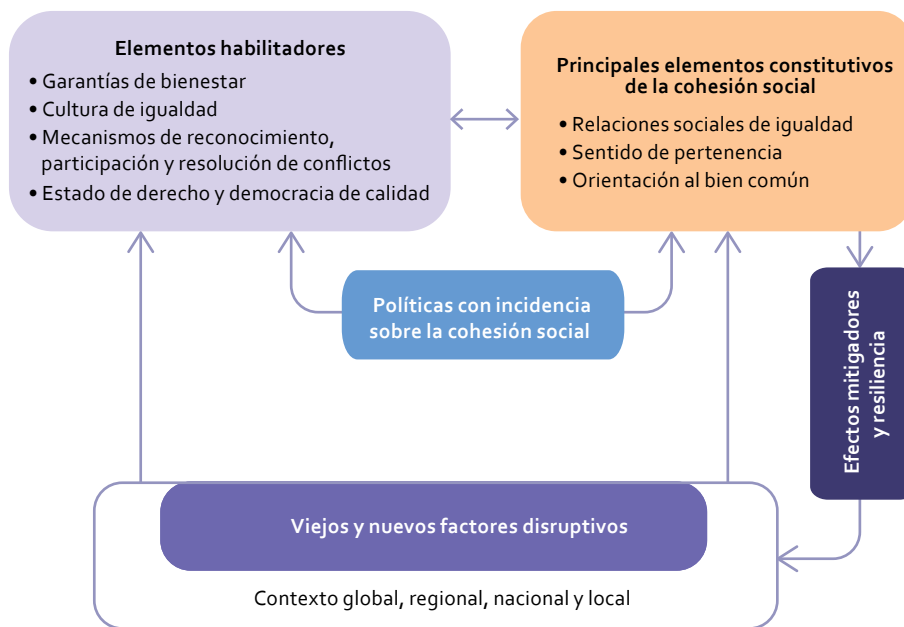 Elementos habilitadores
• Garantías de bienestar
• Cultura de igualdad
• Mecanismos de reconocimiento,
participación y resolución de conflictos
• Estado de derecho y democracia de calidad
Principales elementos constitutivos
de la cohesión social
• Relaciones sociales de igualdad
• Sentido de pertenencia
• Orientación al bien común
Políticas con incidencia
sobre la cohesión social
Efectos mitigadores
y resiliencia
Viejos y nuevos factores disruptivos
Contexto global, regional, nacional y local